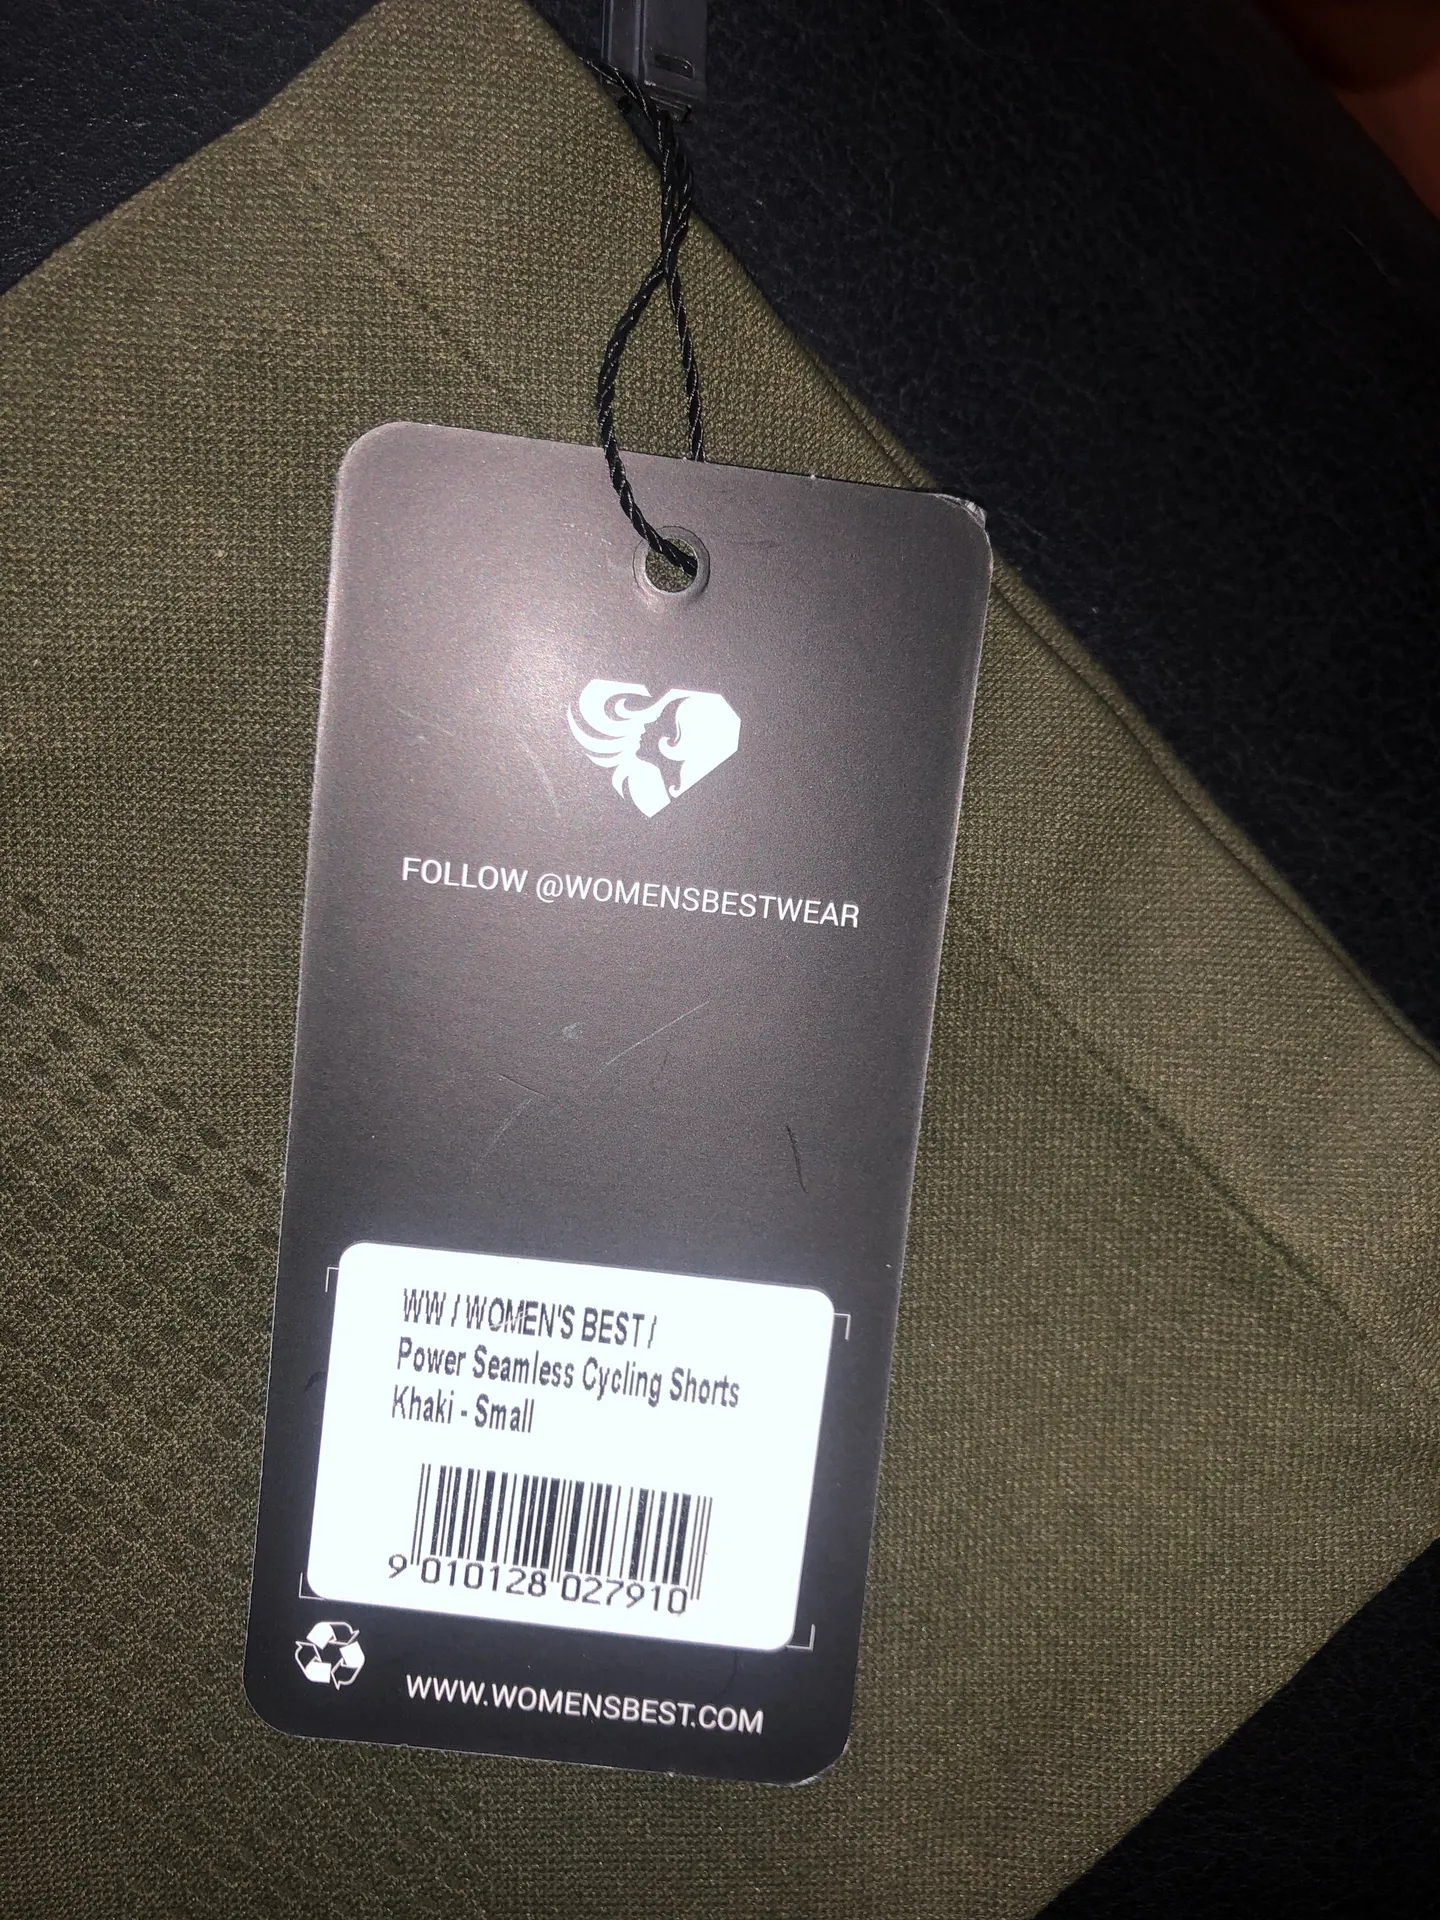 FOLLOW @WOMENSBESTWEAR
WW / WOMEN'S BEST /
Power Seamless Cycling Shorts
Khaki - Small
9 010128 027910
WWW.WOMENSBEST.COM